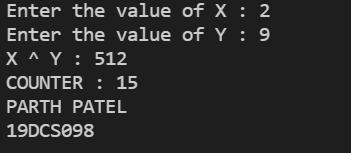 Enter the value of X : 2
Enter the value of Y : 9
X ^ Y : 512
COUNTER : 15
PARTH PATEL
19DCS098